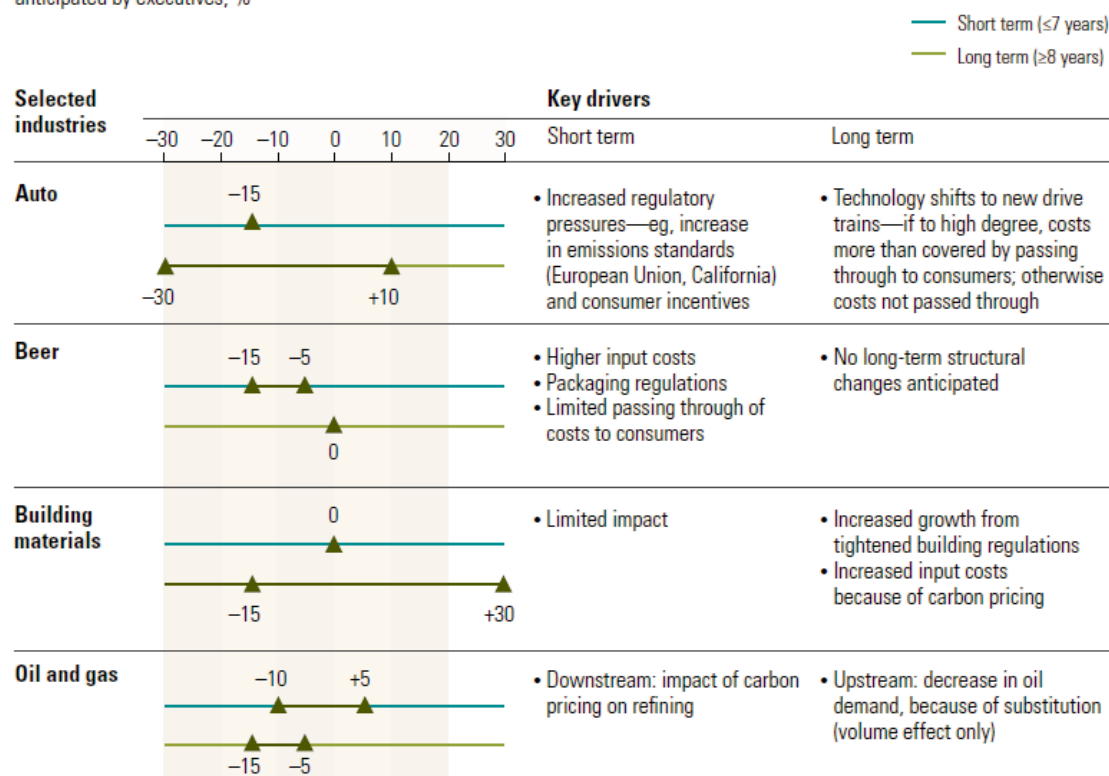 anticipated by executives, %
Short term (≤7 years)
Long term (≥8 years)
Selected
industries
Key drivers
–30 –20 –10 0 10 20 30
Short term
Long term
Auto
–15
–30
+10
• Increased regulatory
pressures—eg, increase
in emissions standards
(European Union, California)
and consumer incentives
• Technology shifts to new drive
trains—if to high degree, costs
more than covered by passing
through to consumers; otherwise
costs not passed through
Beer
–15 –5
0
• Higher input costs
• Packaging regulations
• Limited passing through of
costs to consumers
• No long-term structural
changes anticipated
Building
materials
0
–15
+30
• Limited impact
• Increased growth from
tightened building regulations
• Increased input costs
because of carbon pricing
Oil and gas
–10 +5
–15 –5
• Downstream: impact of carbon
pricing on refining
• Upstream: decrease in oil
demand, because of substitution
(volume effect only)